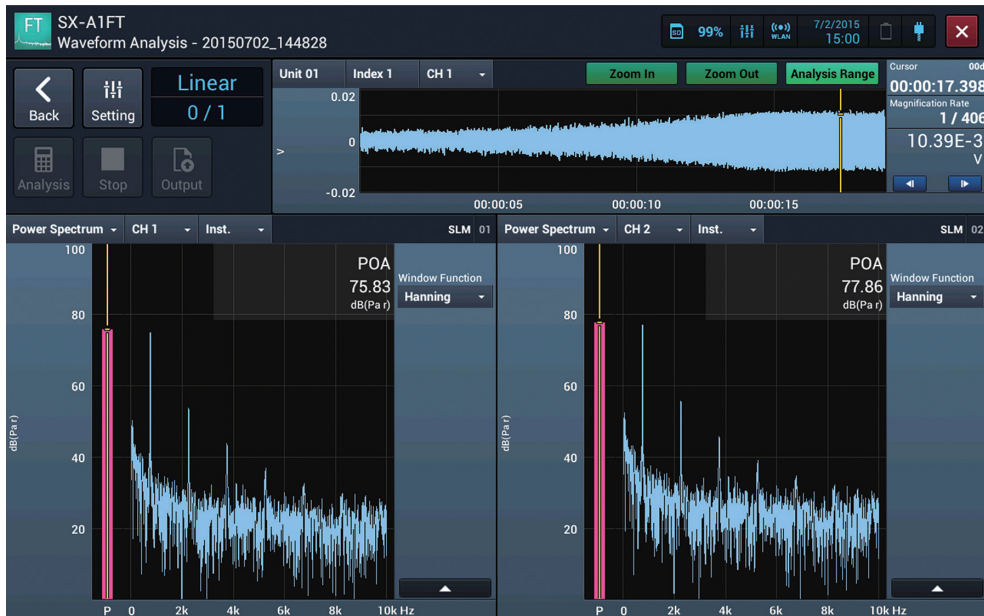 FT
SX-A1FT
Waveform Analysis - 20150702_144828
SD
99%
WLAN
7/2/2015
15:00
Back
Setting
Linear
0 / 1
Analysis
Stop
Output
Unit 01
Index 1
CH 1
Zoom In
Zoom Out
Analysis Range
Cursor
00d
00:00:17.398
Magnification Rate
1 / 406
10.39E-3
V
0.02
0
-0.02
V
00:00:05
00:00:10
00:00:15
Power Spectrum
CH 1
Inst.
SLM 01
100
80
60
40
20
dB(Pa r)
POA
75.83
dB(Pa r)
Window Function
Hanning
P
0
2k
4k
6k
8k
10k Hz
Power Spectrum
CH 2
Inst.
SLM 02
100
80
60
40
20
dB(Pa r)
POA
77.86
dB(Pa r)
Window Function
Hanning
P
0
2k
4k
6k
8k
10k Hz